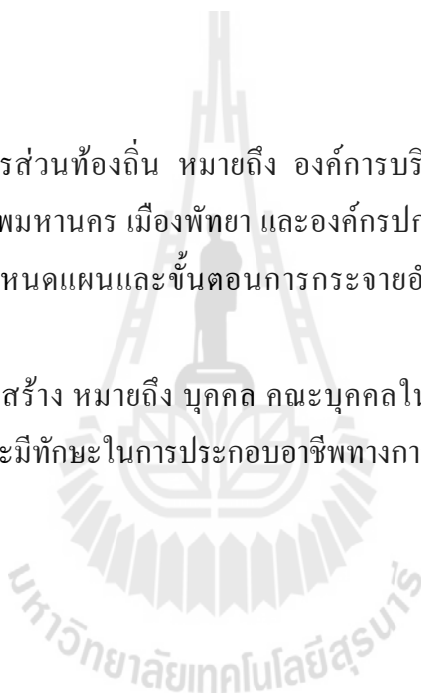 รส่วนท้องถิ่น หมายถึง องค์การบริ
พมหานคร เมืองพัทยา และองค์กรปก
หนดแผนและขั้นตอนการกระจายอำ
สร้าง หมายถึง บุคคล คณะบุคคลใน
ะมีทักษะในการประกอบอาชีพทางกา
มหาวิทยาลัยเทคโนโลยีสุรนารี